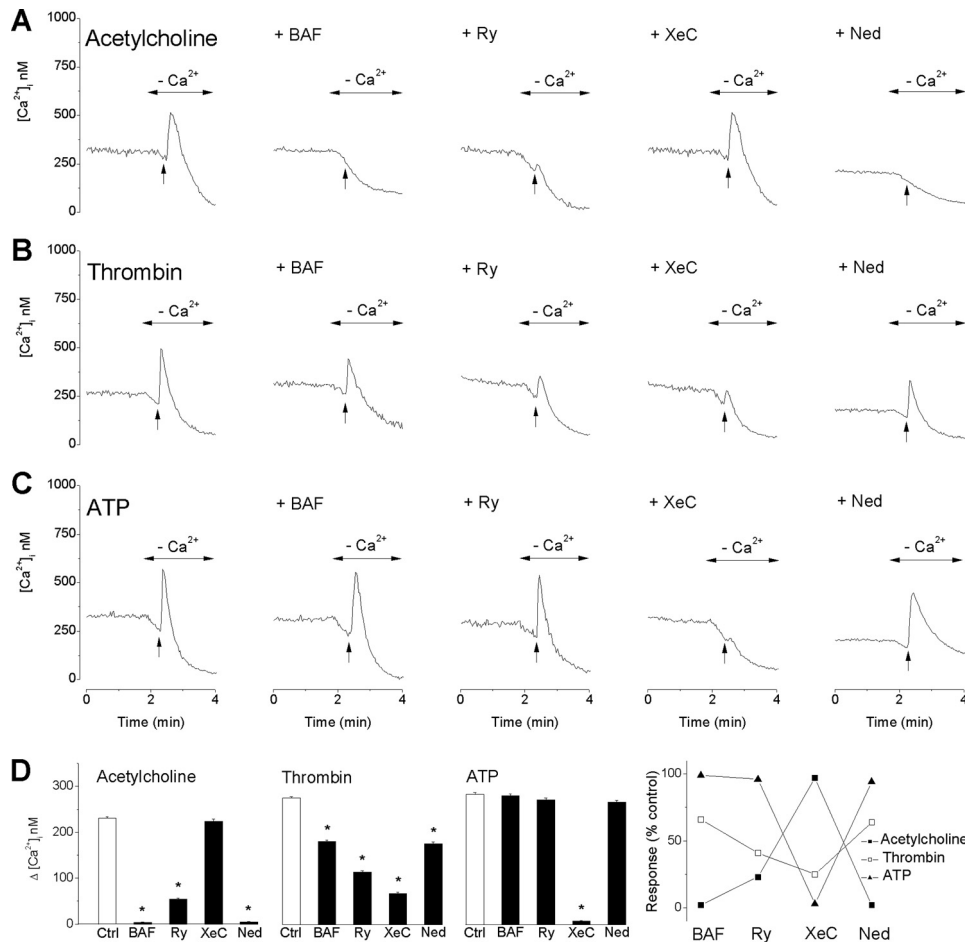 A
Acetylcholine + BAF + Ry + XeC + Ned
1000
750
500
250
0
[Ca2+]i nM
- Ca2+ - Ca2+ - Ca2+ - Ca2+ - Ca2+
B
Thrombin + BAF + Ry + XeC + Ned
1000
750
500
250
0
[Ca2+]i nM
- Ca2+ - Ca2+ - Ca2+ - Ca2+ - Ca2+
C
ATP + BAF + Ry + XeC + Ned
1000
750
500
250
0
[Ca2+]i nM
- Ca2+ - Ca2+ - Ca2+ - Ca2+ - Ca2+
0 2 4 0 2 4 0 2 4 0 2 4 0 2 4
Time (min) Time (min) Time (min) Time (min) Time (min)
D
Acetylcholine Thrombin ATP
300
200
100
0
Δ [Ca2+]i nM
* * *
* * * *
*
Ctrl BAF Ry XeC Ned Ctrl BAF Ry XeC Ned Ctrl BAF Ry XeC Ned
100
50
0
Response (% control)
Acetylcholine
Thrombin
ATP
BAF Ry XeC Ned